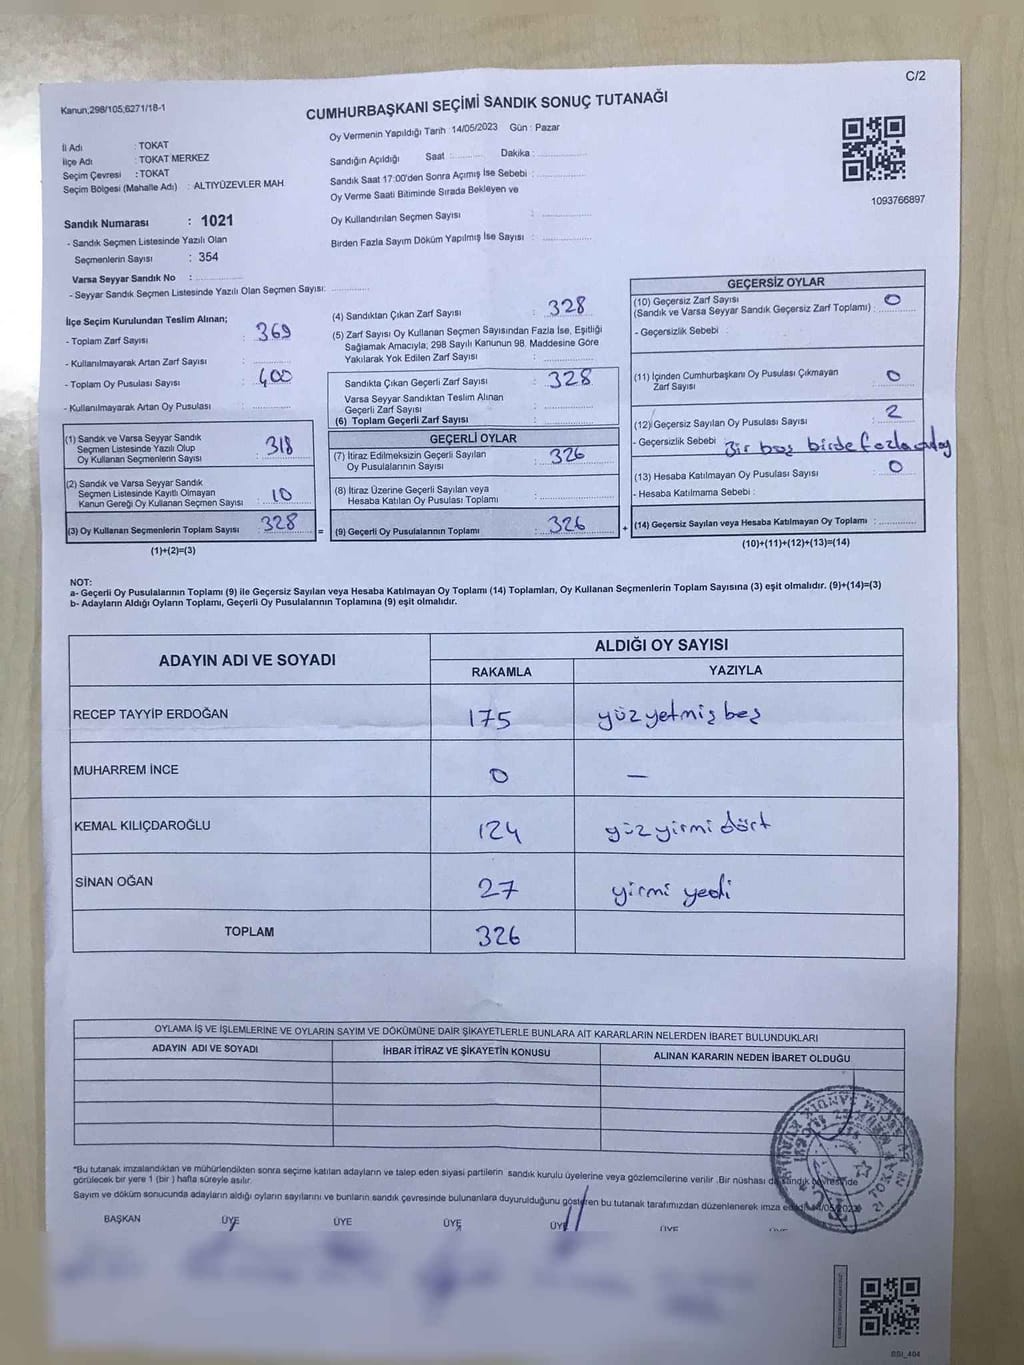 C/2
Kanun;298/105;6271/18-1
CUMHURBAŞKANI SEÇİMİ SANDIK SONUÇ TUTANAĞI
Oy Vermenin Yapıldığı Tarih : 14/05/2023 Gün : Pazar
İl Adı : TOKAT
İlçe Adı : TOKAT MERKEZ
Seçim Çevresi : TOKAT
Seçim Bölgesi (Mahalle Adı) : ALTIYÜZEVLER MAH
Sandığın Açıldığı Saat : Dakika :
Sandık Saat 17:00'den Sonra Açımış İse Sebebi :
Oy Verme Saati Bitiminde Sırada Bekleyen ve
Oy Kullandırılan Seçmen Sayısı :
Birden Fazla Sayım Döküm Yapılmış İse Sayısı :
1093766897
Sandık Numarası : 1021
- Sandık Seçmen Listesinde Yazılı Olan
Seçmenlerin Sayısı : 354
Varsa Seyyar Sandık No :
- Seyyar Sandık Seçmen Listesinde Yazılı Olan Seçmen Sayısı:
İlçe Seçim Kurulundan Teslim Alınan;
- Toplam Zarf Sayısı : 369
- Kullanılmayarak Artan Zarf Sayısı :
- Toplam Oy Pusulası Sayısı : 400
- Kullanılmayarak Artan Oy Pusulası :
(1) Sandık ve Varsa Seyyar Sandık
Seçmen Listesinde Yazılı Olup
Oy Kullanan Seçmenlerin Sayısı : 318
(2) Sandık ve Varsa Seyyar Sandık
Seçmen Listesinde Kayıtlı Olmayan
Kanun Gereği Oy Kullanan Seçmen Sayısı : 10
(3) Oy Kullanan Seçmenlerin Toplam Sayısı : 328
(1)+(2)=(3)
(4) Sandıktan Çıkan Zarf Sayısı : 328
(5) Zarf Sayısı Oy Kullanan Seçmen Sayısından Fazla İse, Eşitliği
Sağlamak Amacıyla; 298 Sayılı Kanunun 98. Maddesine Göre
Yakılarak Yok Edilen Zarf Sayısı :
Sandıkta Çıkan Geçerli Zarf Sayısı : 328
Varsa Seyyar Sandıktan Teslim Alınan
Geçerli Zarf Sayısı :
(6) Toplam Geçerli Zarf Sayısı :
GEÇERLİ OYLAR
(7) İtiraz Edilmeksizin Geçerli Sayılan
Oy Pusulalarının Sayısı : 326
(8) İtiraz Üzerine Geçerli Sayılan veya
Hesaba Katılan Oy Pusulası Toplamı :
= (9) Geçerli Oy Pusulalarının Toplamı : 326 +
GEÇERSİZ OYLAR
(10) Geçersiz Zarf Sayısı
(Sandık ve Varsa Seyyar Sandık Geçersiz Zarf Toplamı) : 0
- Geçersizlik Sebebi :
(11) İçinden Cumhurbaşkanı Oy Pusulası Çıkmayan
Zarf Sayısı : 0
(12) Geçersiz Sayılan Oy Pusulası Sayısı : 2
- Geçersizlik Sebebi : Bir boş birde fazla
(13) Hesaba Katılmayan Oy Pusulası Sayısı : 0
- Hesaba Katılmama Sebebi :
(14) Geçersiz Sayılan veya Hesaba Katılmayan Oy Toplamı :
(10)+(11)+(12)+(13)=(14)
NOT:
a- Geçerli Oy Pusulalarının Toplamı (9) ile Geçersiz Sayılan veya Hesaba Katılmayan Oy Toplamı (14) Toplamları, Oy Kullanan Seçmenlerin Toplam Sayısına (3) eşit olmalıdır. (9)+(14)=(3)
b- Adayların Aldığı Oyların Toplamı, Geçerli Oy Pusulalarının Toplamına (9) eşit olmalıdır.
ADAYIN ADI VE SOYADI
ALDIĞI OY SAYISI
RAKAMLA YAZIYLA
RECEP TAYYİP ERDOĞAN 175 yüz yetmiş beş
MUHARREM İNCE 0 —
KEMAL KILIÇDAROĞLU 124 yüz yirmi dört
SİNAN OĞAN 27 yirmi yedi
TOPLAM 326
OYLAMA İŞ VE İŞLEMLERİNE VE OYLARIN SAYIM VE DÖKÜMÜNE DAİR ŞİKAYETLERLE BUNLARA AİT KARARLARIN NELERDEN İBARET BULUNDUKLARI
ADAYIN ADI VE SOYADI İHBAR İTİRAZ VE ŞİKAYETİN KONUSU ALINAN KARARIN NEDEN İBARET OLDUĞU
*Bu tutanak imzalandıktan ve mühürlendikten sonra seçime katılan adayların ve talep eden siyasi partilerin sandık kurulu üyelerine veya gözlemcilerine verilir .Bir nüshası da sandık çevresinde
görülecek bir yere 1 (bir ) hafta süreyle asılır.
Sayım ve döküm sonucunda adayların aldığı oyların sayılarını ve bunların sandık çevresinde bulunanlara duyurulduğunu gösteren bu tutanak tarafımızdan düzenlenerek imza edildi.
BAŞKAN ÜYE ÜYE ÜYE ÜYE ÜYE
BSI_404